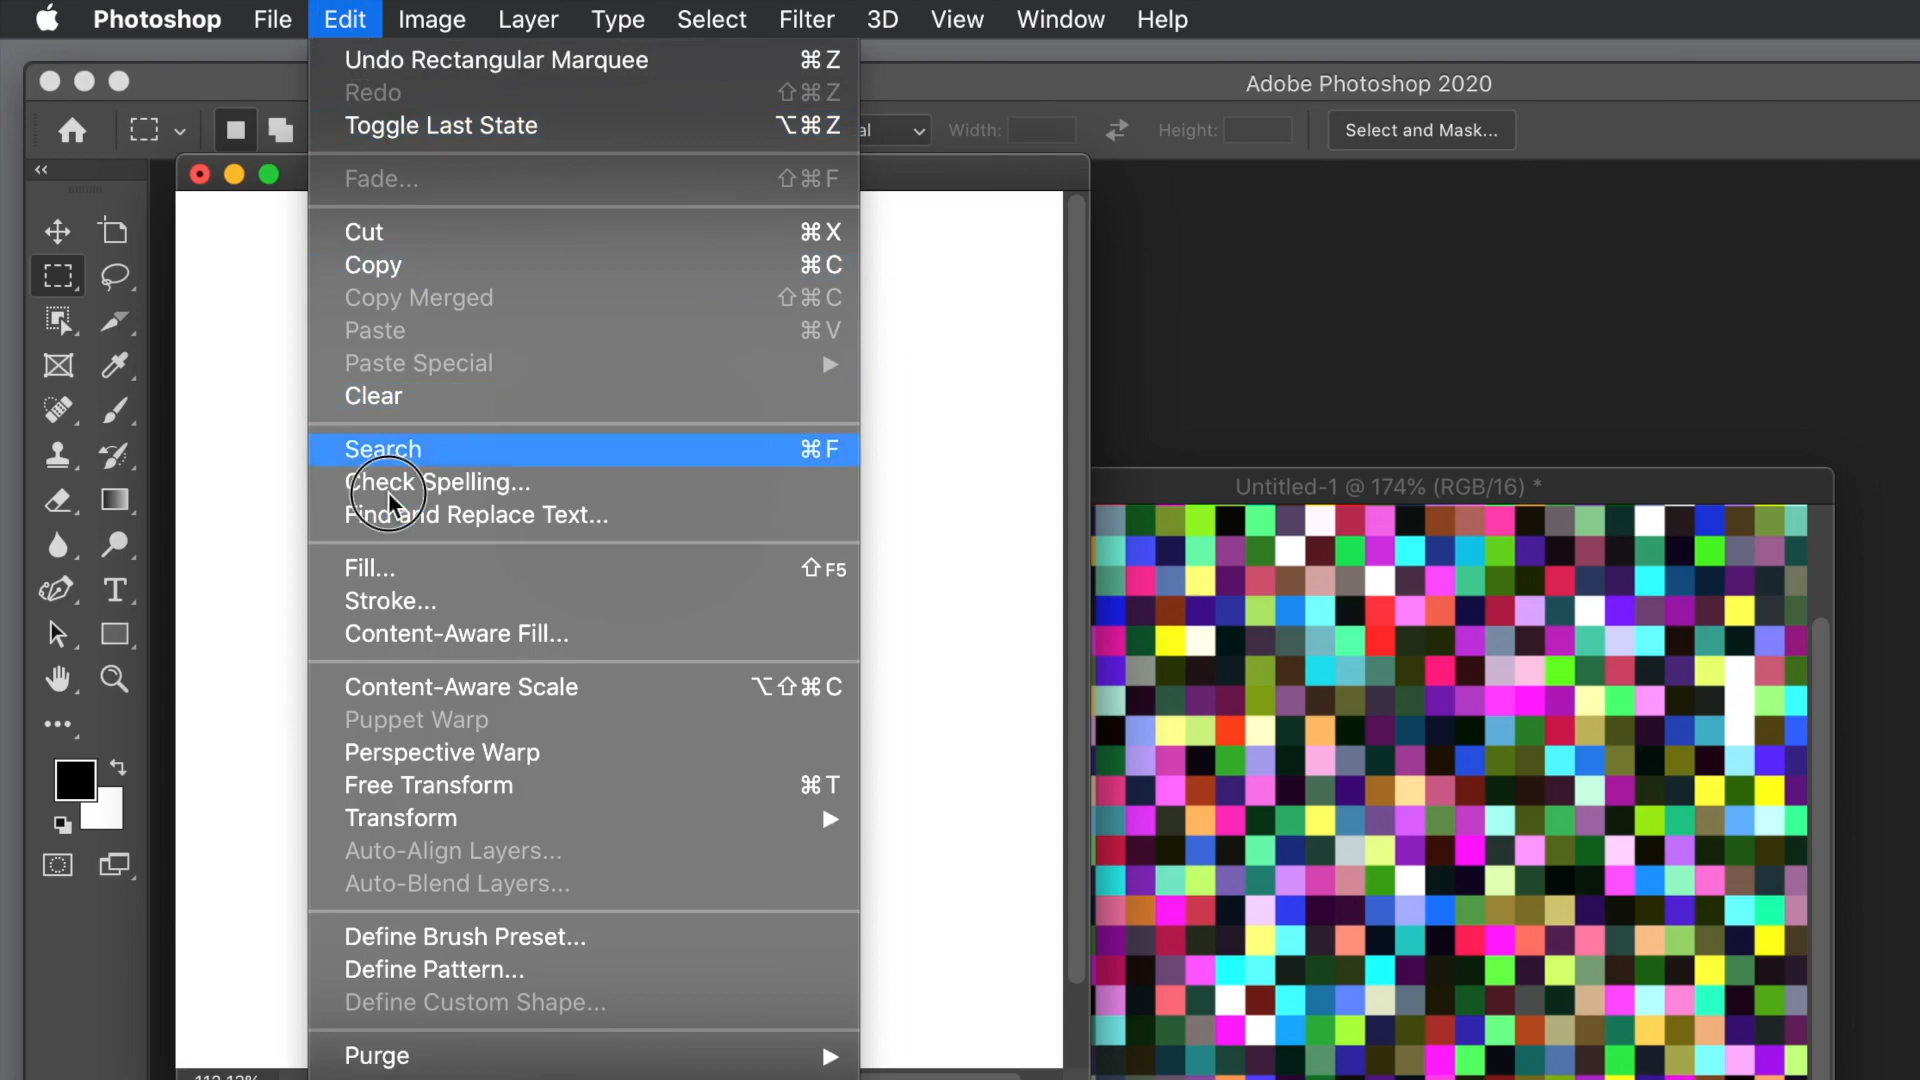 Photoshop File Edit Image Layer Type Select Filter 3D View Window Help
Adobe Photoshop 2020
Width: Height: Select and Mask...
Undo Rectangular Marquee ⌘Z
Redo ⇧⌘Z
Toggle Last State ⌥⌘Z
Fade... ⇧⌘F
Cut ⌘X
Copy ⌘C
Copy Merged ⇧⌘C
Paste ⌘V
Paste Special
Clear
Search ⌘F
Check Spelling...
Find and Replace Text...
Fill... ⇧F5
Stroke...
Content-Aware Fill...
Content-Aware Scale ⌥⇧⌘C
Puppet Warp
Perspective Warp
Free Transform ⌘T
Transform
Auto-Align Layers...
Auto-Blend Layers...
Define Brush Preset...
Define Pattern...
Define Custom Shape...
Purge
Untitled-1 @ 174% (RGB/16) *